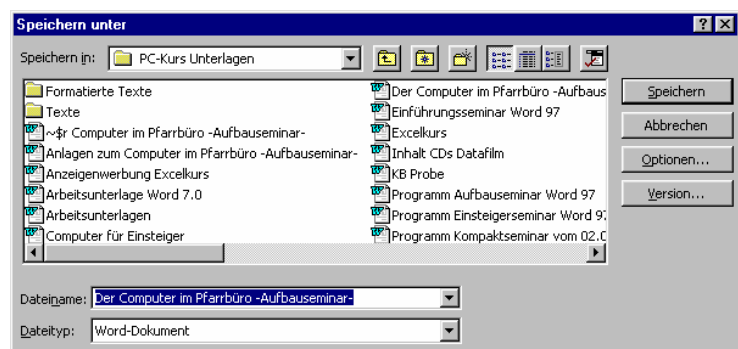 Speichern unter
Speichern in: PC-Kurs Unterlagen
Formatierte Texte
Texte
~$r Computer im Pfarrbüro -Aufbauseminar-
Anlagen zum Computer im Pfarrbüro -Aufbauseminar-
Anzeigenwerbung Excelkurs
Arbeitsunterlage Word 7.0
Arbeitsunterlagen
Computer für Einsteiger
Der Computer im Pfarrbüro -Aufbaus
Einführungsseminar Word 97
Excelkurs
Inhalt CDs Datafilm
KB Probe
Programm Aufbauseminar Word 97
Programm Einsteigerseminar Word 9
Programm Kompaktseminar vom 02.0
Speichern
Abbrechen
Optionen...
Version...
Dateiname: Der Computer im Pfarrbüro -Aufbauseminar-
Dateityp: Word-Dokument